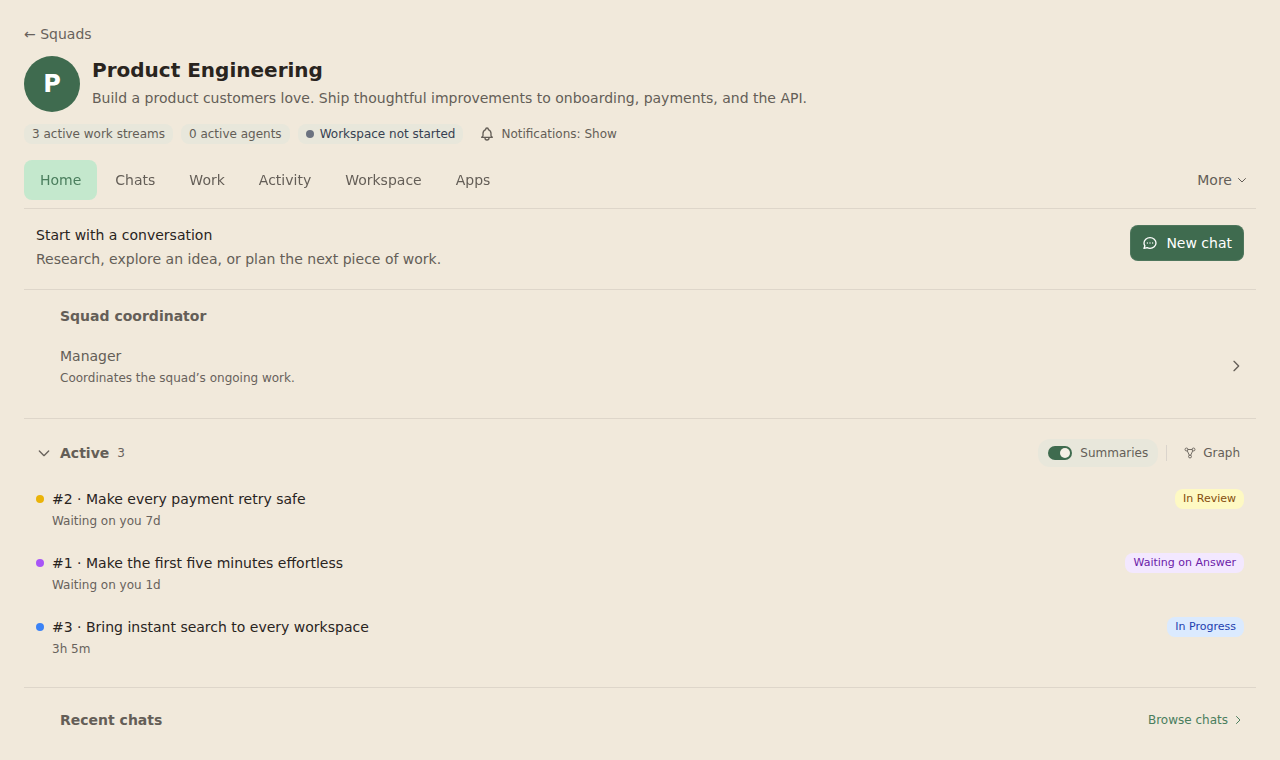 ← Squads
P
Product Engineering
Build a product customers love. Ship thoughtful improvements to onboarding, payments, and the API.
3 active work streams 0 active agents Workspace not started Notifications: Show
Home Chats Work Activity Workspace Apps More
Start with a conversation
Research, explore an idea, or plan the next piece of work.
New chat
Squad coordinator
Manager
Coordinates the squad’s ongoing work.
Active 3 Summaries Graph
#2 · Make every payment retry safe In Review
Waiting on you 7d
#1 · Make the first five minutes effortless Waiting on Answer
Waiting on you 1d
#3 · Bring instant search to every workspace In Progress
3h 5m
Recent chats Browse chats